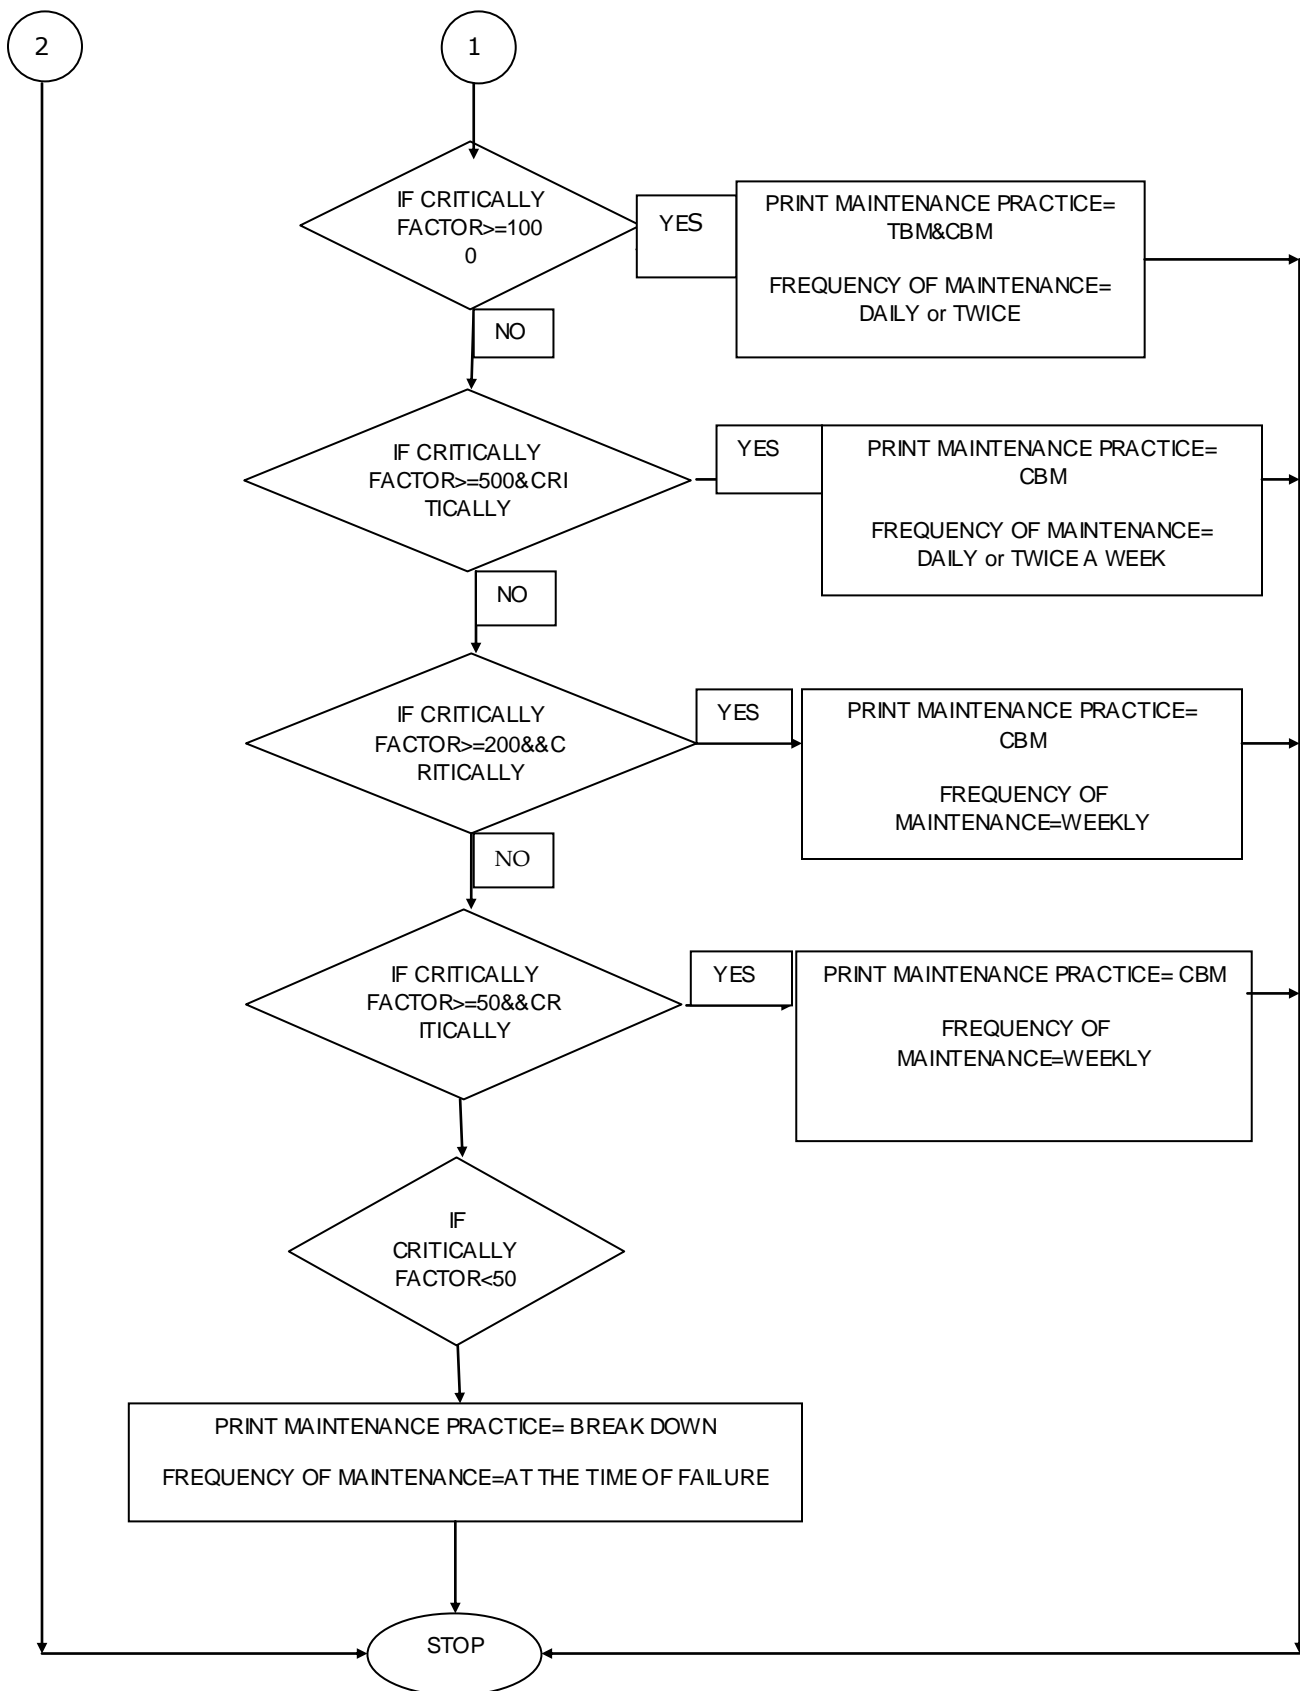 2
1
IF CRITICALLY
FACTOR>=100
0
YES
PRINT MAINTENANCE PRACTICE=
TBM&CBM
FREQUENCY OF MAINTENANCE=
DAILY or TWICE
NO
IF CRITICALLY
FACTOR>=500&CRI
TICALLY
YES
PRINT MAINTENANCE PRACTICE=
CBM
FREQUENCY OF MAINTENANCE=
DAILY or TWICE A WEEK
NO
IF CRITICALLY
FACTOR>=200&&C
RITICALLY
YES
PRINT MAINTENANCE PRACTICE=
CBM
FREQUENCY OF
MAINTENANCE=WEEKLY
NO
IF CRITICALLY
FACTOR>=50&&CR
ITICALLY
YES
PRINT MAINTENANCE PRACTICE= CBM
FREQUENCY OF
MAINTENANCE=WEEKLY
IF
CRITICALLY
FACTOR<50
PRINT MAINTENANCE PRACTICE= BREAK DOWN
FREQUENCY OF MAINTENANCE=AT THE TIME OF FAILURE
STOP